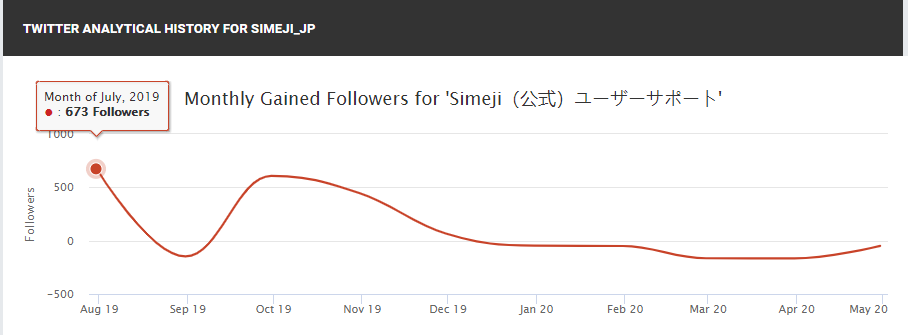 TWITTER ANALYTICAL HISTORY FOR SIMEJI_JP
Month of July, 2019
● : 673 Followers
Monthly Gained Followers for 'Simeji（公式）ユーザーサポート'
1000
500
0
−500
Followers
Aug 19 Sep 19 Oct 19 Nov 19 Dec 19 Jan 20 Feb 20 Mar 20 Apr 20 May 20